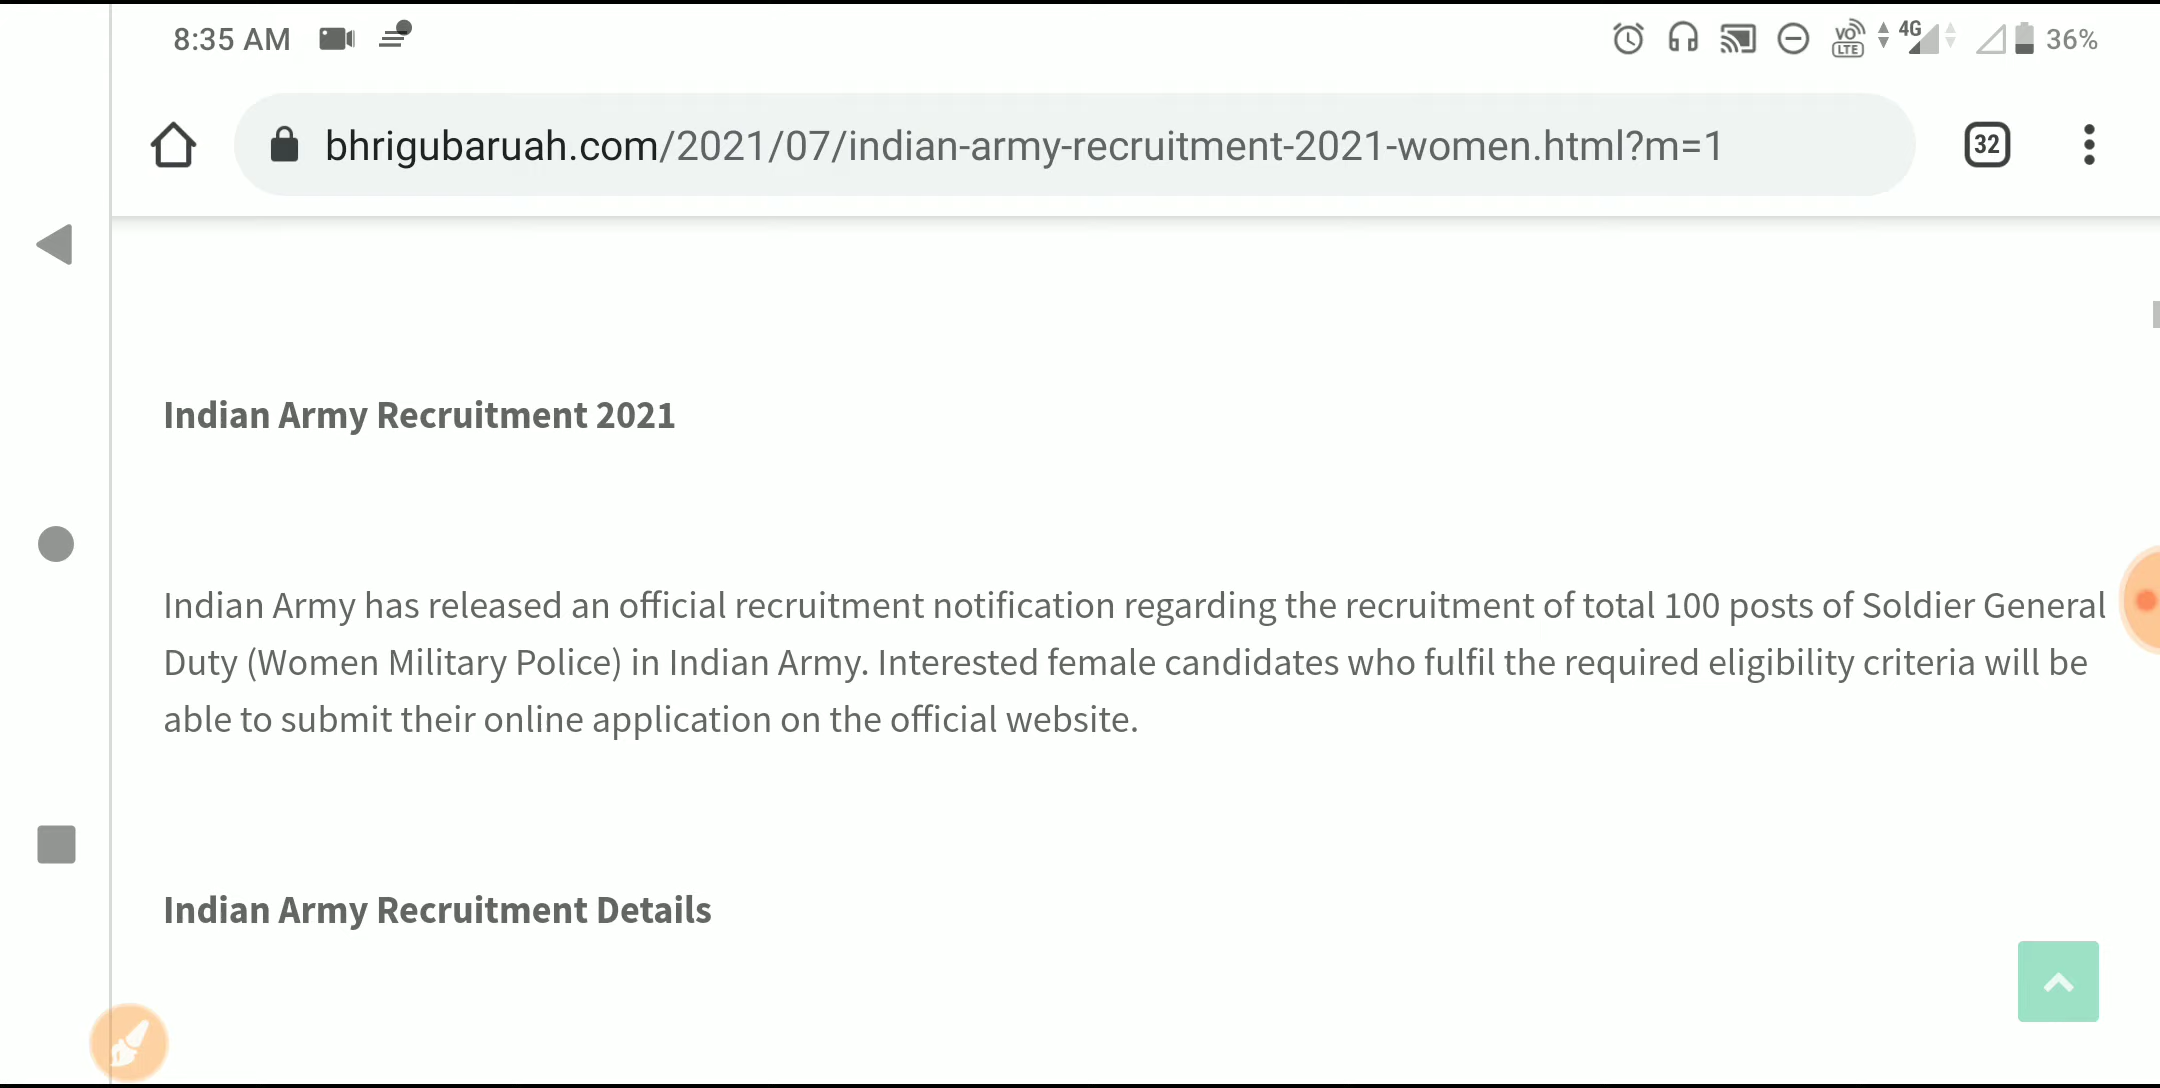 8:35 AM
VO LTE 4G 36%
bhrigubaruah.com/2021/07/indian-army-recruitment-2021-women.html?m=1
32
Indian Army Recruitment 2021
Indian Army has released an official recruitment notification regarding the recruitment of total 100 posts of Soldier General
Duty (Women Military Police) in Indian Army. Interested female candidates who fulfil the required eligibility criteria will be
able to submit their online application on the official website.
Indian Army Recruitment Details